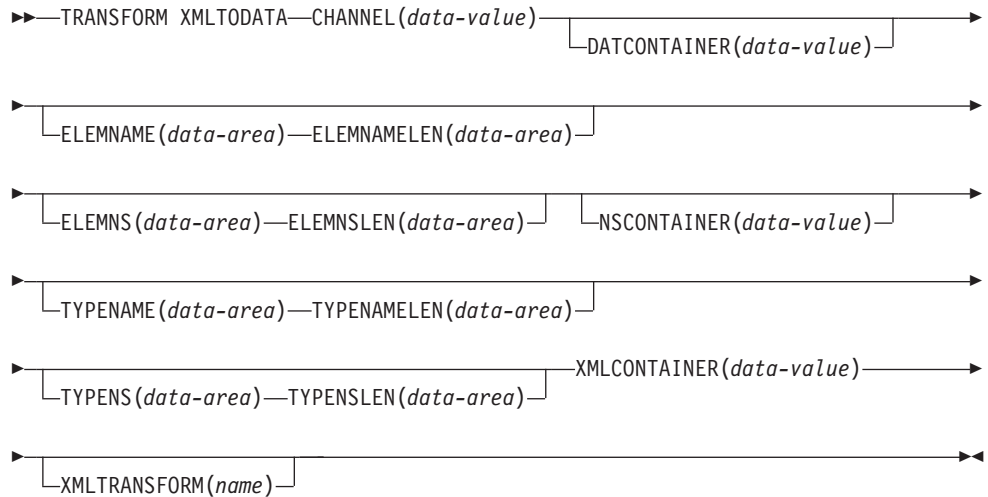 TRANSFORM XMLTODATA CHANNEL(data-value)
DATCONTAINER(data-value)
ELEMNAME(data-area) ELEMNAMELEN(data-area)
ELEMNS(data-area) ELEMNSLEN(data-area) NSCONTAINER(data-value)
TYPENAME(data-area) TYPENAMELEN(data-area)
XMLCONTAINER(data-value)
TYPENS(data-area) TYPENSLEN(data-area)
XMLTRANSFORM(name)